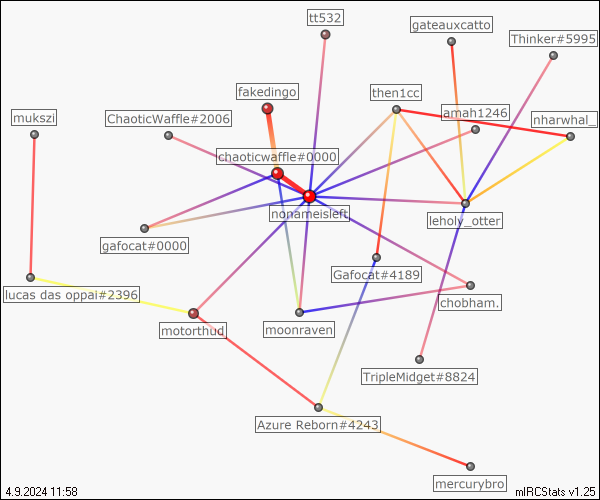 tt532
gateauxcatto
Thinker#5995
fakedingo
then1cc
mukszi
ChaoticWaffle#2006
amah1246
nharwhal_
chaoticwaffle#0000
nonameisleft
leholy_otter
gafocat#0000
Gafocat#4189
lucas das oppai#2396
chobham.
motorthud
moonraven
TripleMidget#8824
Azure Reborn#4243
mercurybro
4.9.2024 11:58
mIRCStats v1.25